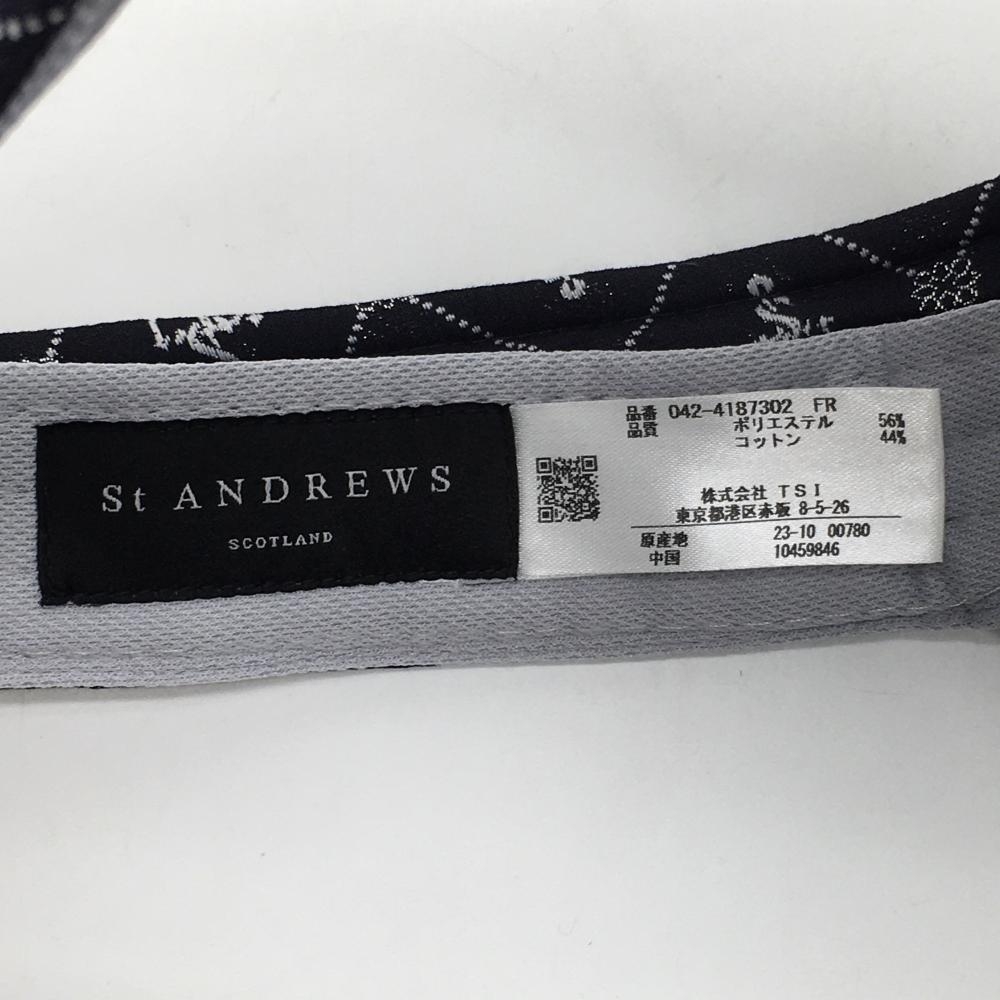 St ANDREWS
SCOTLAND
品番 042-4187302 FR
品質 ポリエステル 56%
コットン 44%
株式会社 TSI
東京都港区赤坂 8-5-26
原産地 23-10 00780
中国 10459846